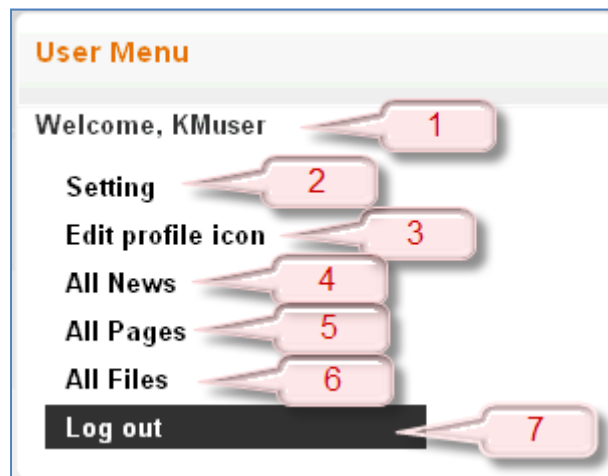 User Menu
Welcome, KMuser 1
Setting 2
Edit profile icon 3
All News 4
All Pages 5
All Files 6
Log out 7